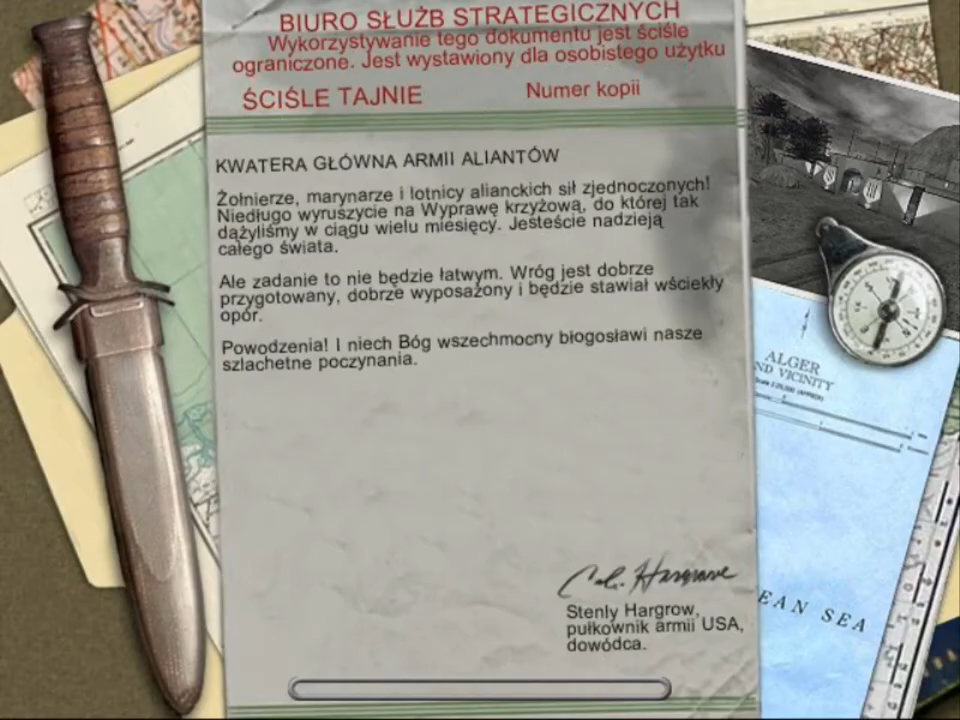 BIURO SŁUŻB STRATEGICZNYCH
Wykorzystywanie tego dokumentu jest ściśle
ograniczone. Jest wystawiony dla osobistego użytku
ŚCIŚLE TAJNIE
Numer kopii
KWATERA GŁÓWNA ARMII ALIANTÓW
Żołnierze, marynarze i lotnicy alianckich sił zjednoczonych!
Niedługo wyruszycie na Wyprawę krzyżową, do której tak
dążyliśmy w ciągu wielu miesięcy. Jesteście nadzieją
całego świata.
Ale zadanie to nie będzie łatwym. Wróg jest dobrze
przygotowany, dobrze wyposażony i będzie stawiał wściekły
opór.
Powodzenia! I niech Bóg wszechmocny błogosławi nasze
szlachetne poczynania.
Stenly Hargrow,
pułkownik armii USA,
dowódca.
ALGER
ND VICINITY
EAN SEA